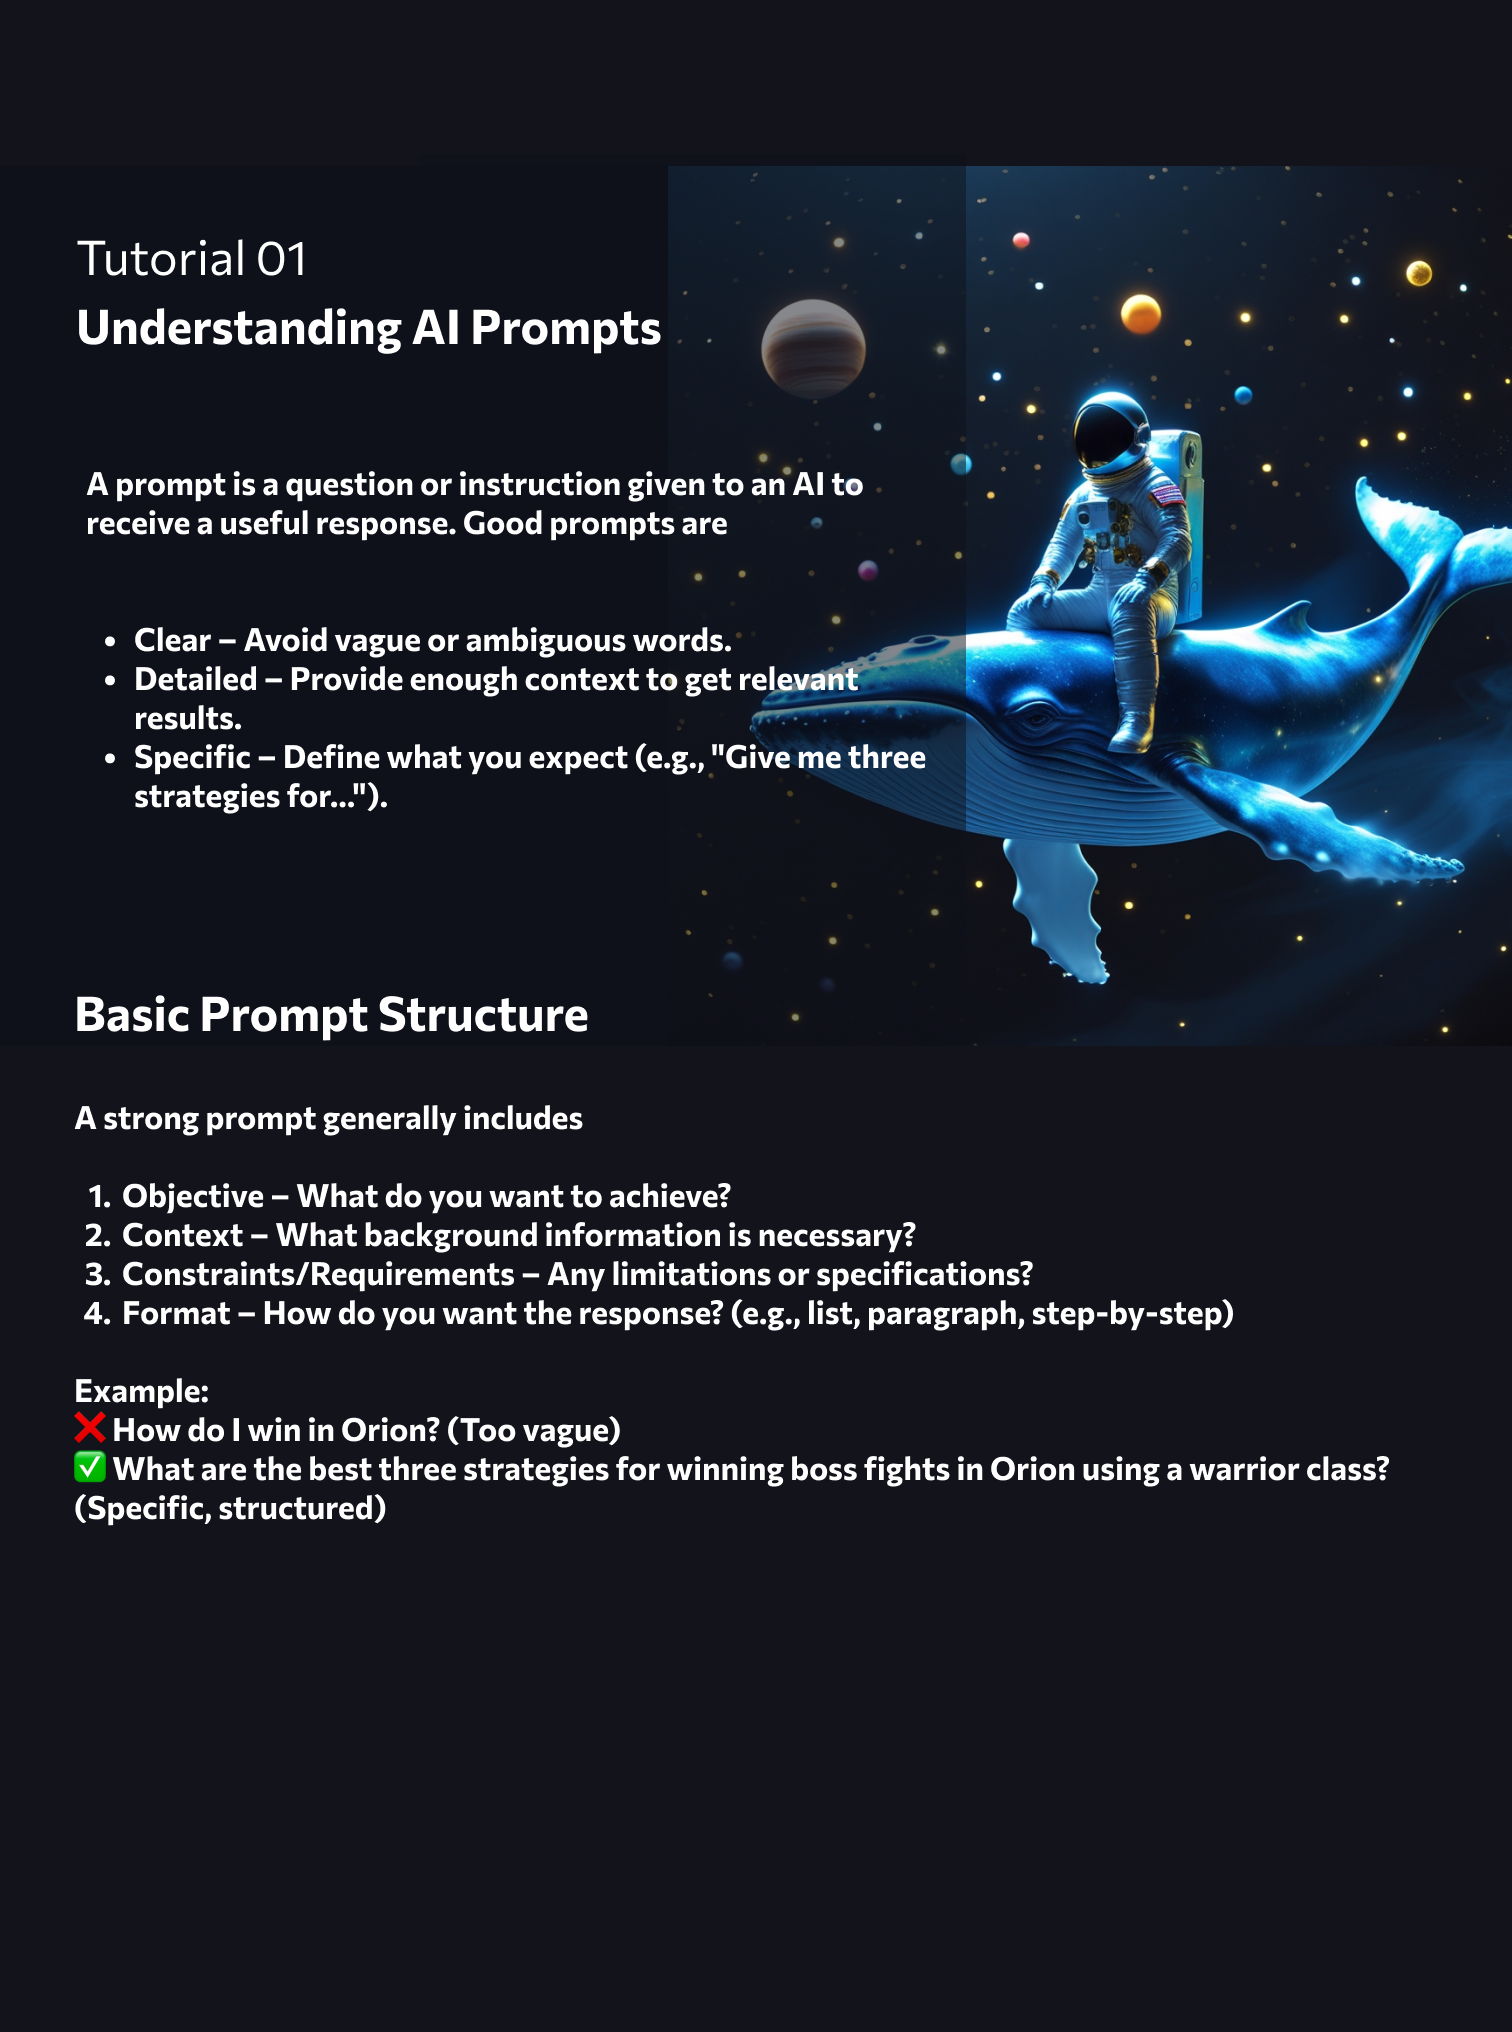 Tutorial 01
Understanding AI Prompts
A prompt is a question or instruction given to an AI to
receive a useful response. Good prompts are
• Clear – Avoid vague or ambiguous words.
• Detailed – Provide enough context to get relevant
results.
• Specific – Define what you expect (e.g., "Give me three
strategies for...").
Basic Prompt Structure
A strong prompt generally includes
1. Objective – What do you want to achieve?
2. Context – What background information is necessary?
3. Constraints/Requirements – Any limitations or specifications?
4. Format – How do you want the response? (e.g., list, paragraph, step-by-step)
Example:
❌ How do I win in Orion? (Too vague)
✅ What are the best three strategies for winning boss fights in Orion using a warrior class?
(Specific, structured)